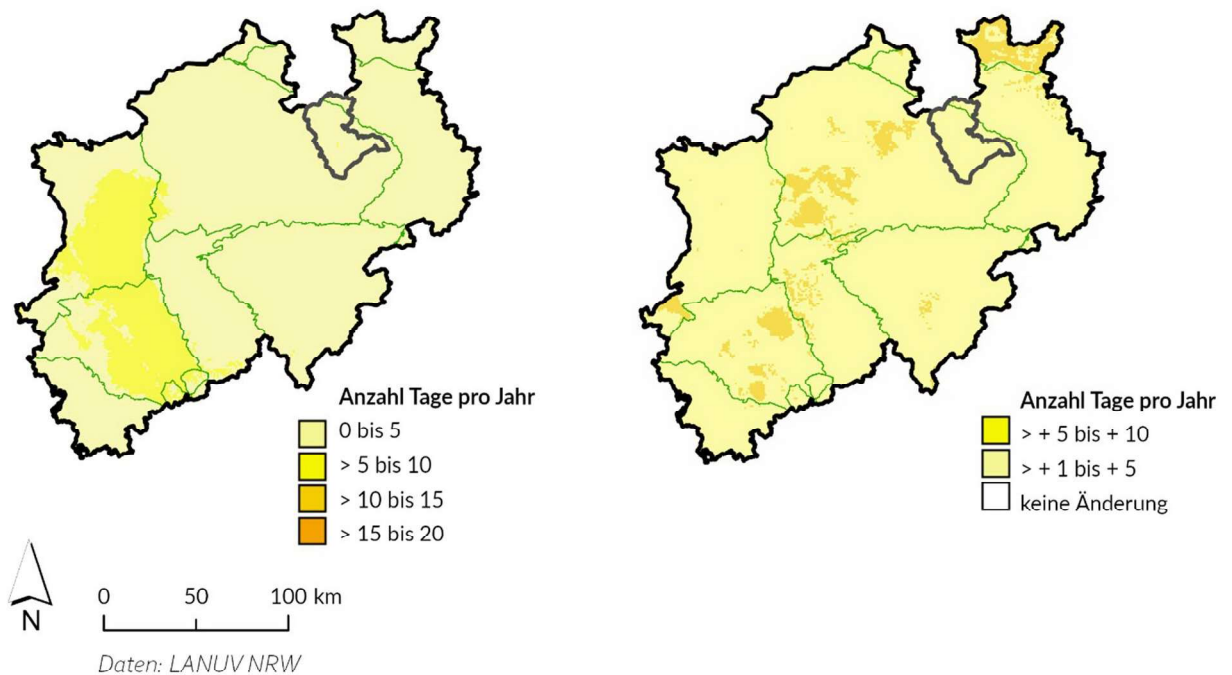 Anzahl Tage pro Jahr
0 bis 5
> 5 bis 10
> 10 bis 15
> 15 bis 20
Anzahl Tage pro Jahr
> + 5 bis + 10
> + 1 bis + 5
keine Änderung
N
0 50 100 km
Daten: LANUV NRW